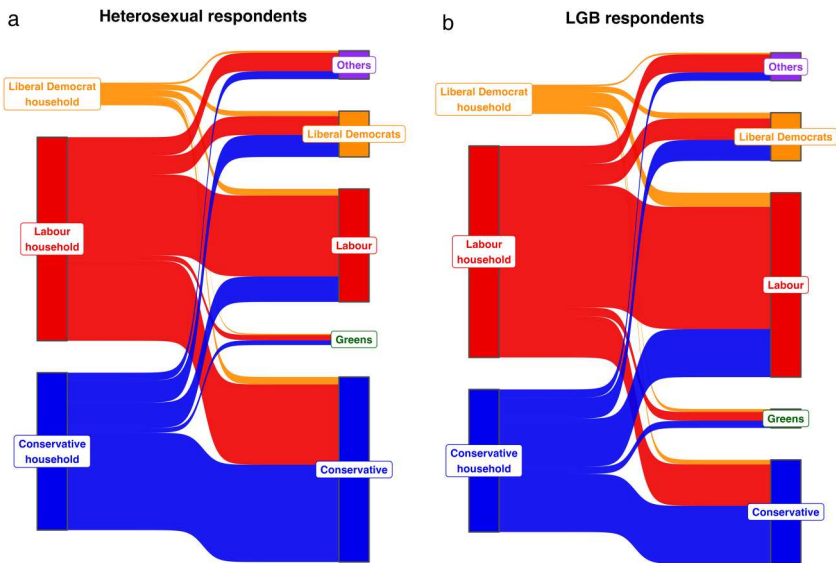 a
Heterosexual respondents
Others
Liberal Democrat
household
Liberal Democrats
Labour
household
Labour
Greens
Conservative
household
Conservative
b
LGB respondents
Others
Liberal Democrat
household
Liberal Democrats
Labour
household
Labour
Greens
Conservative
household
Conservative